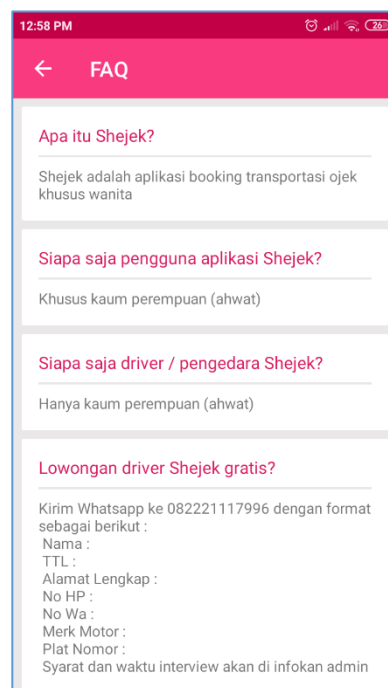 12:58 PM
26
FAQ
Apa itu Shejek?
Shejek adalah aplikasi booking transportasi ojek
khusus wanita
Siapa saja pengguna aplikasi Shejek?
Khusus kaum perempuan (ahwat)
Siapa saja driver / pengedara Shejek?
Hanya kaum perempuan (ahwat)
Lowongan driver Shejek gratis?
Kirim Whatsapp ke 082221117996 dengan format
sebagai berikut :
Nama :
TTL :
Alamat Lengkap :
No HP :
No Wa :
Merk Motor :
Plat Nomor :
Syarat dan waktu interview akan di infokan admin